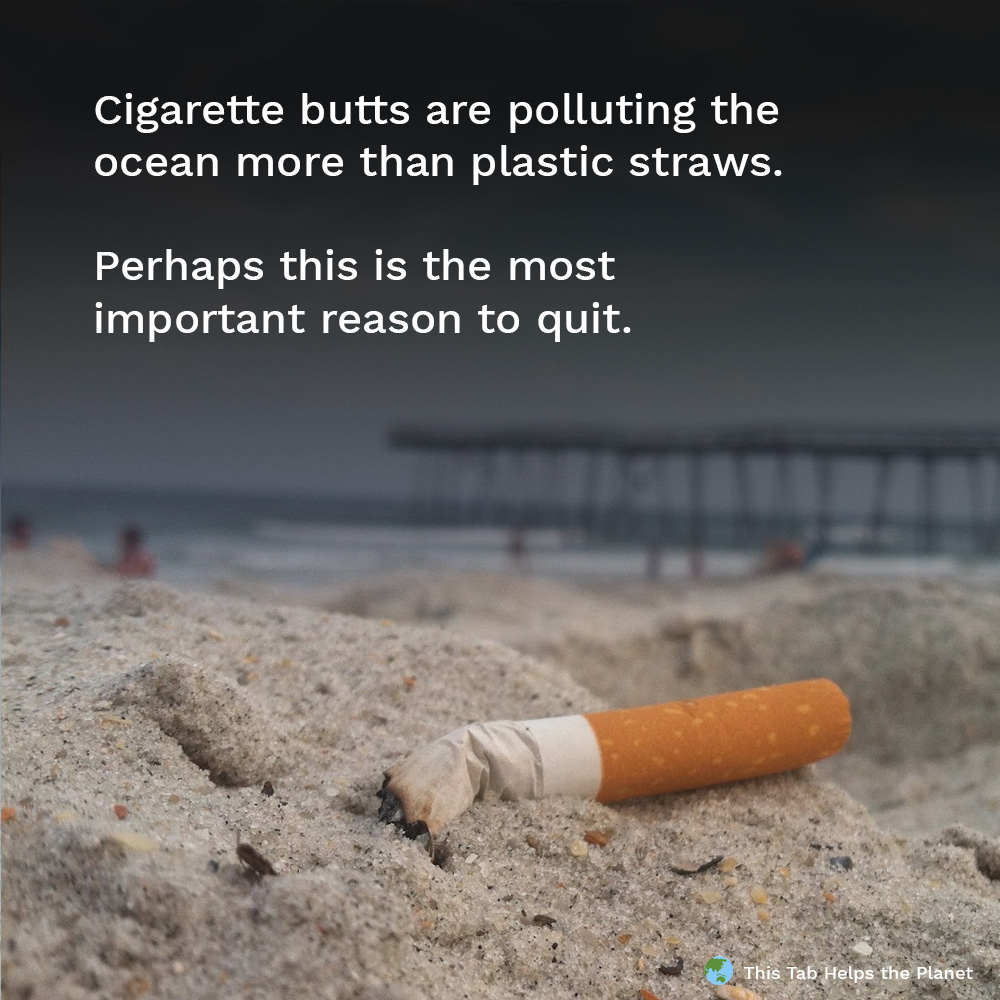 Cigarette butts are polluting the
ocean more than plastic straws.
Perhaps this is the most
important reason to quit.
This Tab Helps the Planet